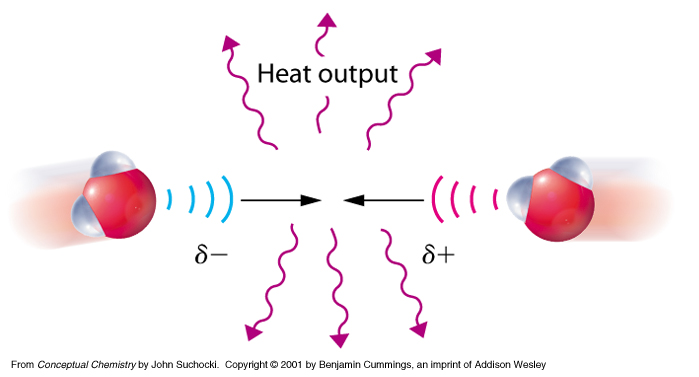 Heat output
δ− δ+
From Conceptual Chemistry by John Suchocki. Copyright © 2001 by Benjamin Cummings, an imprint of Addison Wesley